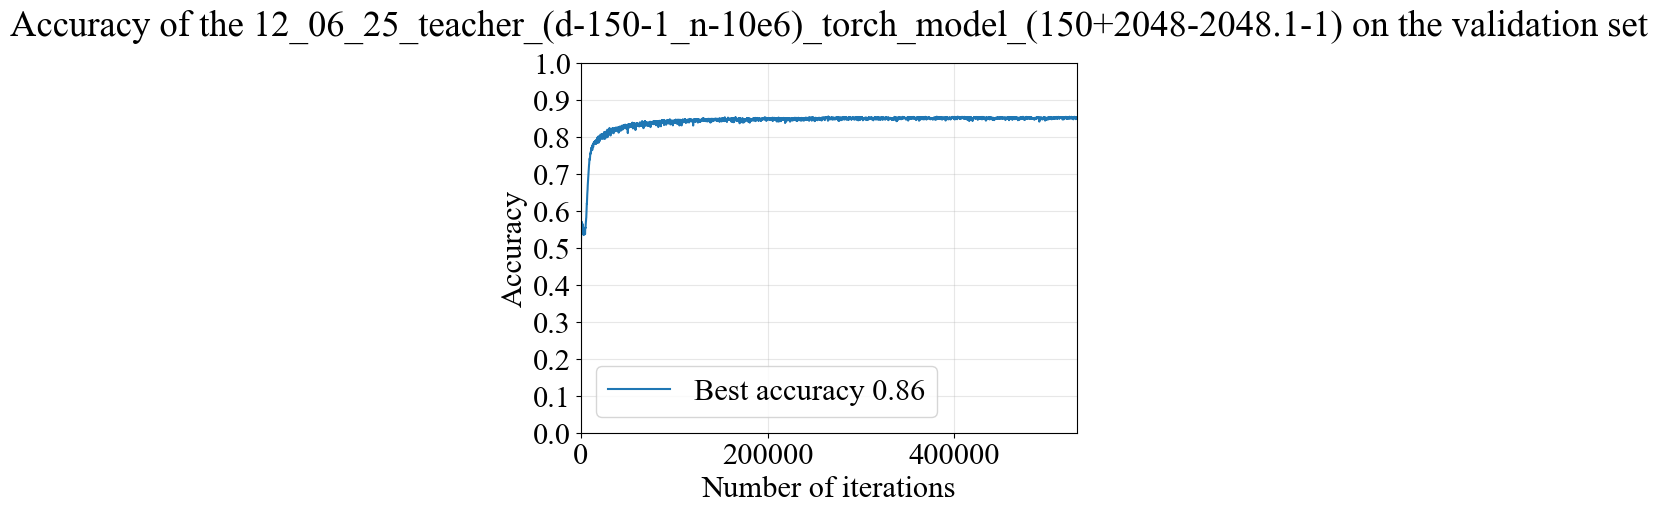 Accuracy of the 12_06_25_teacher_(d-150-1_n-10e6)_torch_model_(150+2048-2048.1-1) on the validation set
1.0
0.9
0.8
0.7
0.6
0.5
0.4
0.3
0.2
0.1
0.0
Accuracy
Best accuracy 0.86
0 200000 400000
Number of iterations